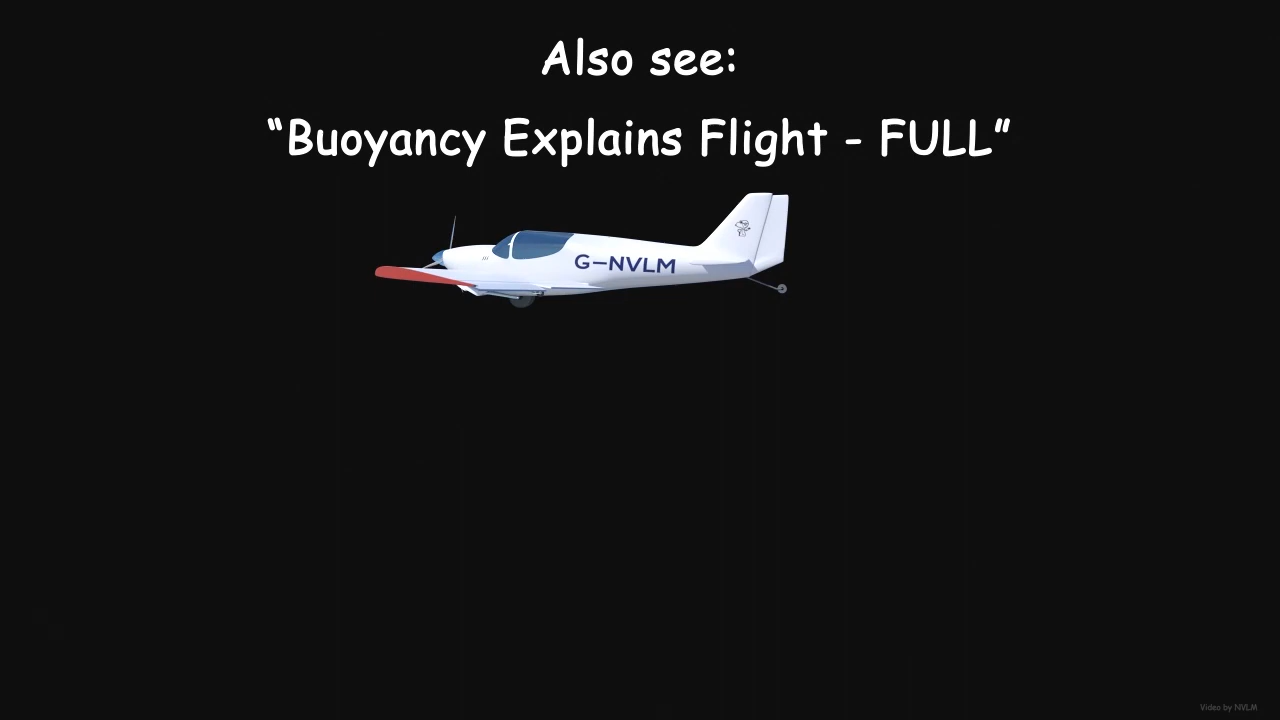 Also see:
“Buoyancy Explains Flight - FULL”
G-NVLM
Video by NVLM